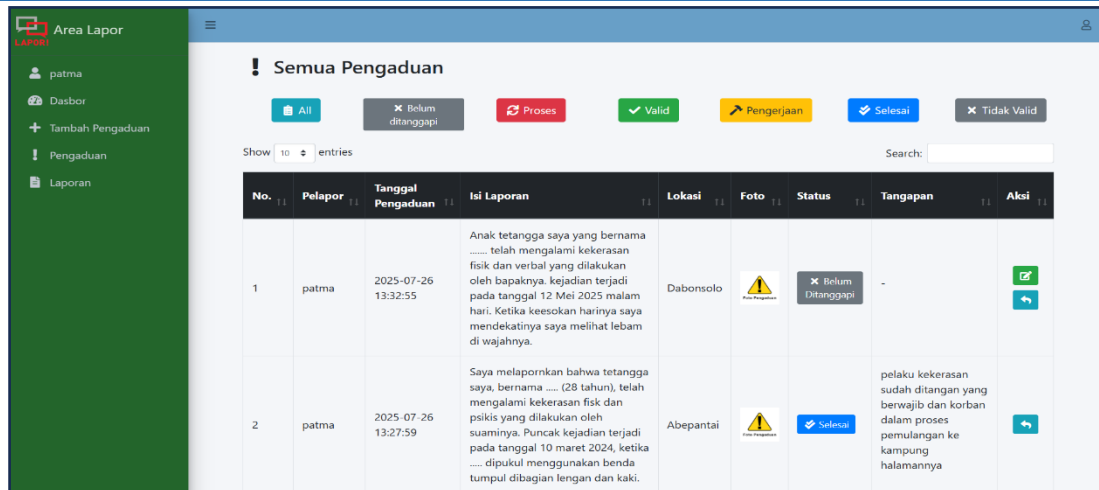 LAPOR!
Area Lapor
patma
Dasbor
Tambah Pengaduan
Pengaduan
Laporan
Semua Pengaduan
All
Belum
ditanggapi
Proses
Valid
Pengerjaan
Selesai
Tidak Valid
Show 10 entries
Search:
No.
Pelapor
Tanggal
Pengaduan
Isi Laporan
Lokasi
Foto
Status
Tangapan
Aksi
1
patma
2025-07-26
13:32:55
Anak tetangga saya yang bernama
....... telah mengalami kekerasan
fisik dan verbal yang dilakukan
oleh bapaknya. kejadian terjadi
pada tanggal 12 Mei 2025 malam
hari. Ketika keesokan harinya saya
mendekatinya saya melihat lebam
di wajahnya.
Dabonsolo
Foto Pengaduan
Belum
Ditanggapi
-
2
patma
2025-07-26
13:27:59
Saya melapornkan bahwa tetangga
saya, bernama ..... (28 tahun), telah
mengalami kekerasan fisk dan
psikis yang dilakukan oleh
suaminya. Puncak kejadian terjadi
pada tanggal 10 maret 2024, ketika
..... dipukul menggunakan benda
tumpul dibagian lengan dan kaki.
Abepantai
Foto Pengaduan
Selesai
pelaku kekerasan
sudah ditangan yang
berwajib dan korban
dalam proses
pemulangan ke
kampung
halamannya